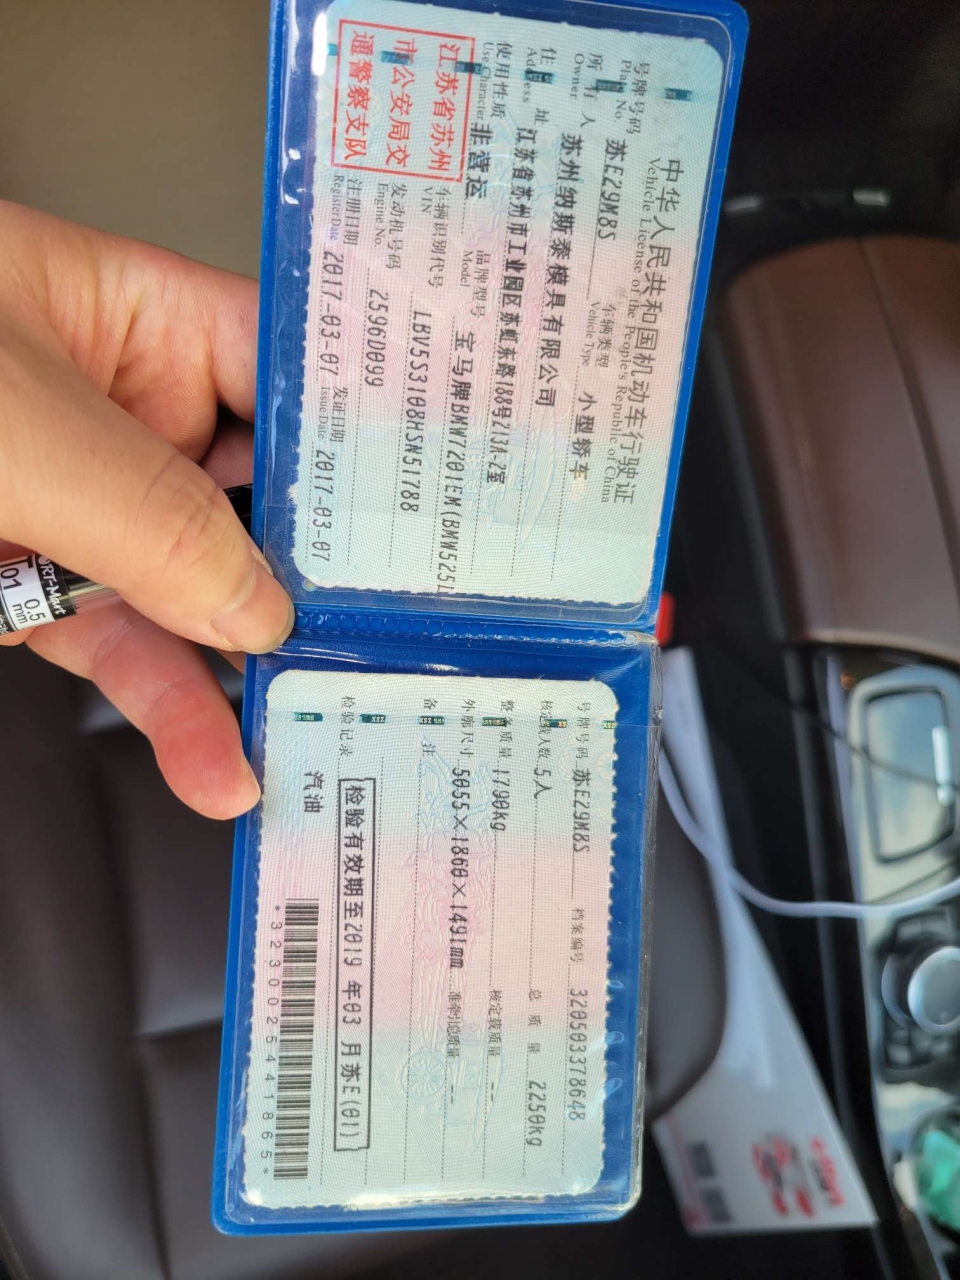 中华人民共和国机动车行驶证
Vehicle License of the People's Republic of China
号牌号码 苏E29M8S 车辆类型 小型轿车
Plate No. Vehicle Type
所有人 苏州纳斯泰模具有限公司
Owner
住址 江苏省苏州市工业园区苏虹东路188号213A-2室
Address
使用性质 非营运 品牌型号 宝马牌BMW7201EM(BMW525L
Use Character Model
江苏省苏州
市公安局交
通警察支队
车辆识别代号 LBV5S3108HSN51788
VIN
发动机号码 2596D099
Engine No.
注册日期 2017-03-07 发证日期 2017-03-07
Register Date Issue Date
号牌号码 苏E29M8S 档案编号 320503378648
核定载人数 5人 总质量 2250kg
整备质量 1790kg 核定载质量 --
外廓尺寸 5055×1860×1491mm 准牵引总质量 --
备注
检验记录 检验有效期至2019年03月苏E(01)
汽油
*3230025441865*
01 0.5
mm